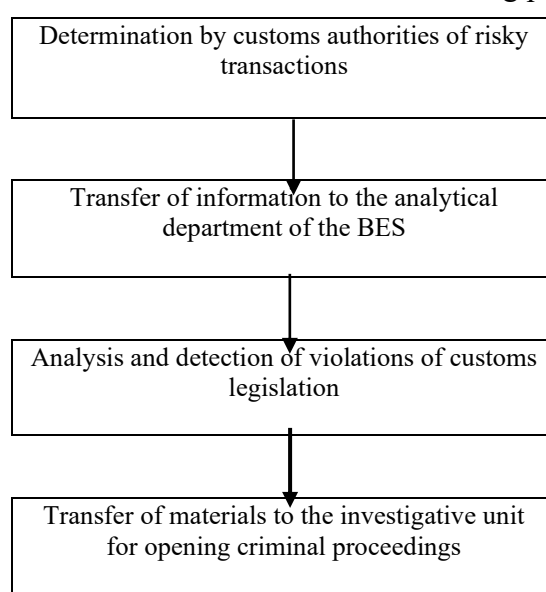 Determination by customs authorities of risky
transactions
Transfer of information to the analytical
department of the BES
Analysis and detection of violations of customs
legislation
Transfer of materials to the investigative unit
for opening criminal proceedings